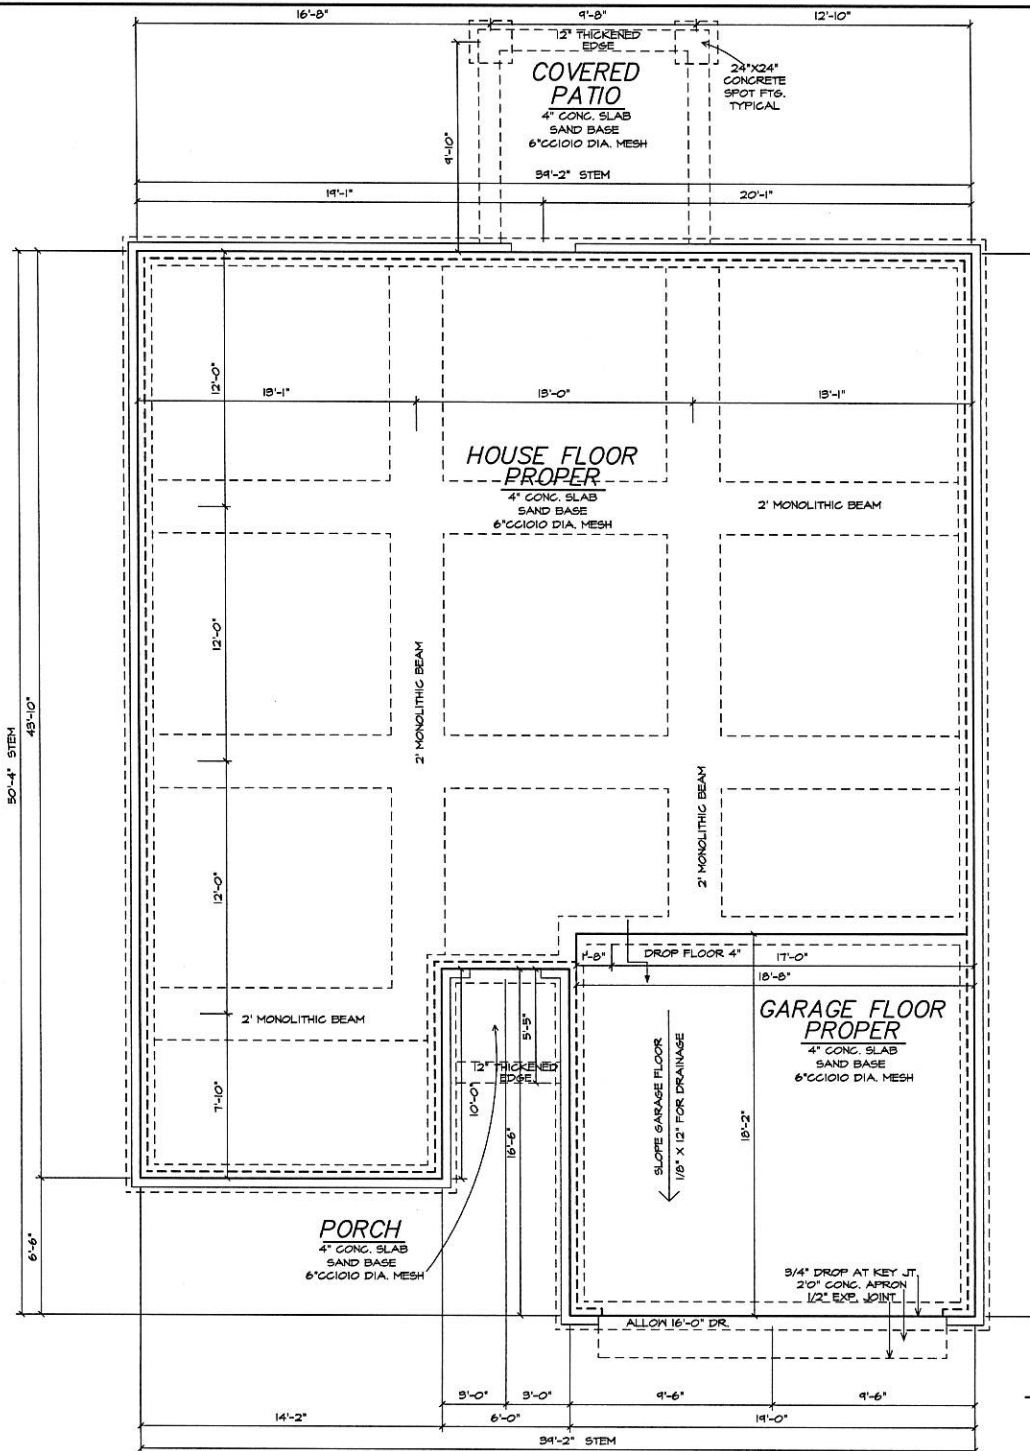 16'-8"
9'-8"
12'-10"
12" THICKENED
EDGE
COVERED
PATIO
4" CONC. SLAB
SAND BASE
6"CC1010 DIA. MESH
24"X24"
CONCRETE
SPOT FTG.
TYPICAL
9'-10"
39'-2" STEM
19'-1"
20'-1"
12'-0"
13'-1"
13'-0"
13'-1"
HOUSE FLOOR
PROPER
4" CONC. SLAB
SAND BASE
6"CC1010 DIA. MESH
2' MONOLITHIC BEAM
12'-0"
2' MONOLITHIC BEAM
43'-10"
50'-4" STEM
2' MONOLITHIC BEAM
12'-0"
1'-8"
DROP FLOOR 4"
17'-0"
18'-8"
2' MONOLITHIC BEAM
GARAGE FLOOR
PROPER
4" CONC. SLAB
SAND BASE
6"CC1010 DIA. MESH
5'-5"
12" THICKENED
EDGE
7'-10"
10'-0"
16'-6"
SLOPE GARAGE FLOOR
1/8" X 12" FOR DRAINAGE
18'-2"
PORCH
4" CONC. SLAB
SAND BASE
6"CC1010 DIA. MESH
6'-6"
3/4" DROP AT KEY JT.
2'0" CONC. APRON
1/2" EXP. JOINT
ALLOW 16'-0" DR.
3'-0"
3'-0"
9'-6"
9'-6"
14'-2"
6'-0"
19'-0"
39'-2" STEM